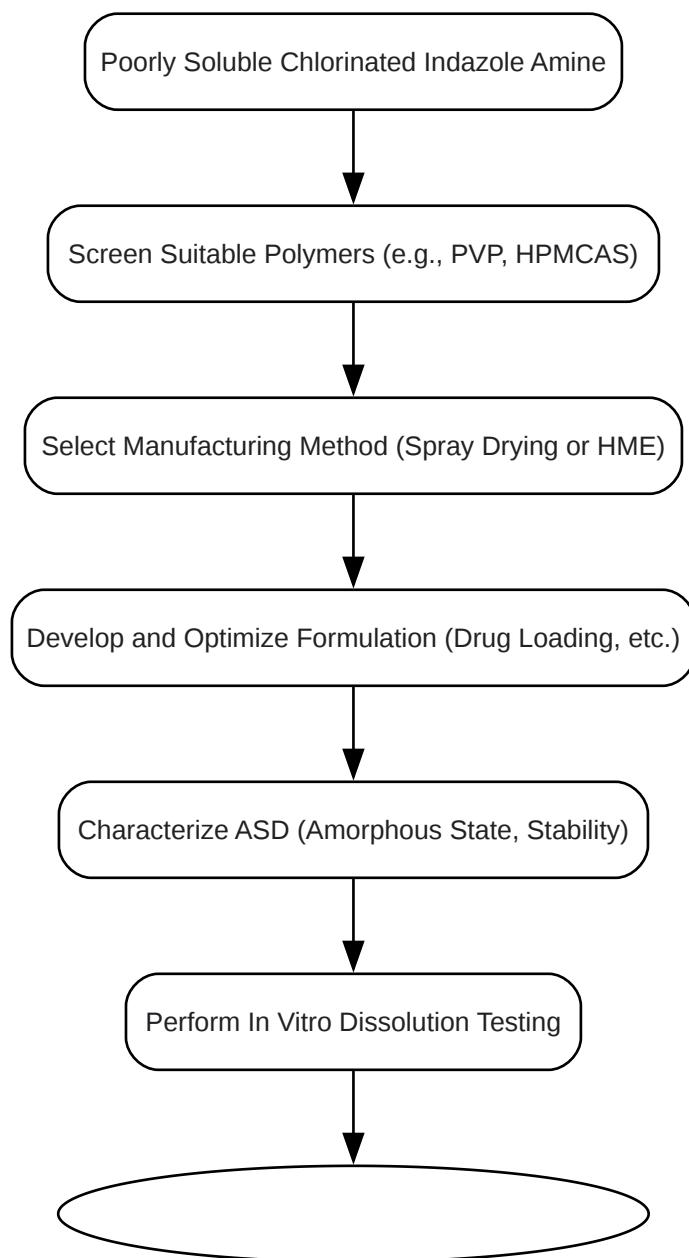 Poorly Soluble Chlorinated Indazole Amine
Screen Suitable Polymers (e.g., PVP, HPMCAS)
Select Manufacturing Method (Spray Drying or HME)
Develop and Optimize Formulation (Drug Loading, etc.)
Characterize ASD (Amorphous State, Stability)
Perform In Vitro Dissolution Testing